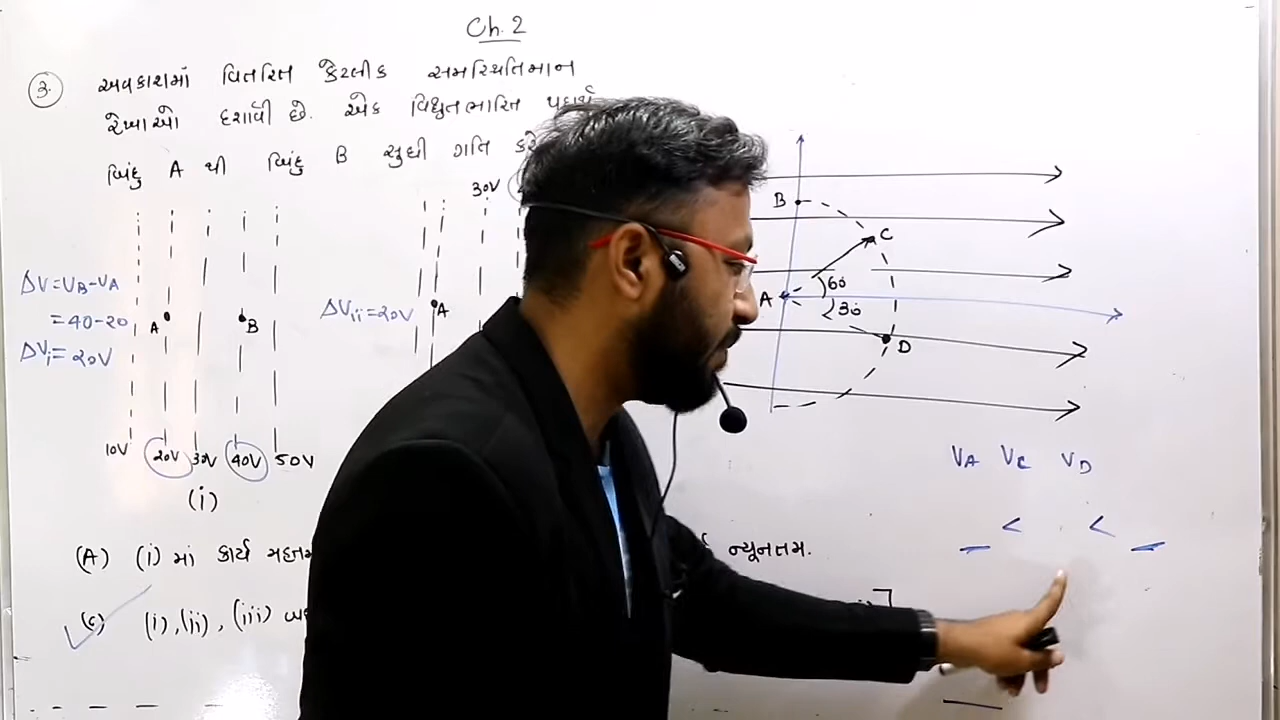 Ch. 2
3. અવકાશમાં વિતરિત કેટલીક સમસ્થિતિમાન
રેખાઓ દર્શાવી છે. એક વિદ્યુતભારિત પદાર્થ
બિંદુ A થી બિંદુ B સુધી ગતિ કરે
30V
ΔV = VB - VA
= 40 - 20
ΔVi = 20V
A B
10V 20V 30V 40V 50V
(i)
ΔVii = 20V
A
B
C
60
A
30
D
VA VC VD
< <
(A) (i) માં કાર્ય મહત્તમ
ન્યૂનતમ.
(C) (i), (ii), (iii)